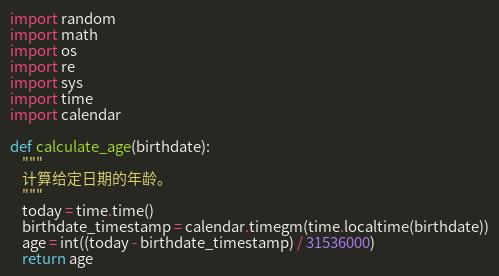 import random
import math
import os
import re
import sys
import time
import calendar

def calculate_age(birthdate):
    """
    计算给定日期的年龄。
    """
    today = time.time()
    birthdate_timestamp = calendar.timegm(time.localtime(birthdate))
    age = int((today - birthdate_timestamp) / 31536000)
    return age